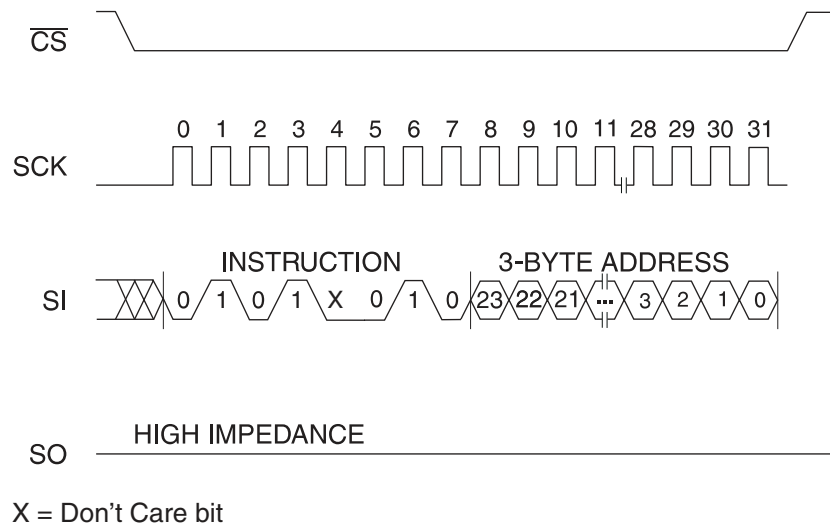 CS
0 1 2 3 4 5 6 7 8 9 10 11 28 29 30 31
SCK
INSTRUCTION 3-BYTE ADDRESS
SI 0 1 0 1 X 0 1 0 23 22 21 ... 3 2 1 0
HIGH IMPEDANCE
SO
X = Don't Care bit